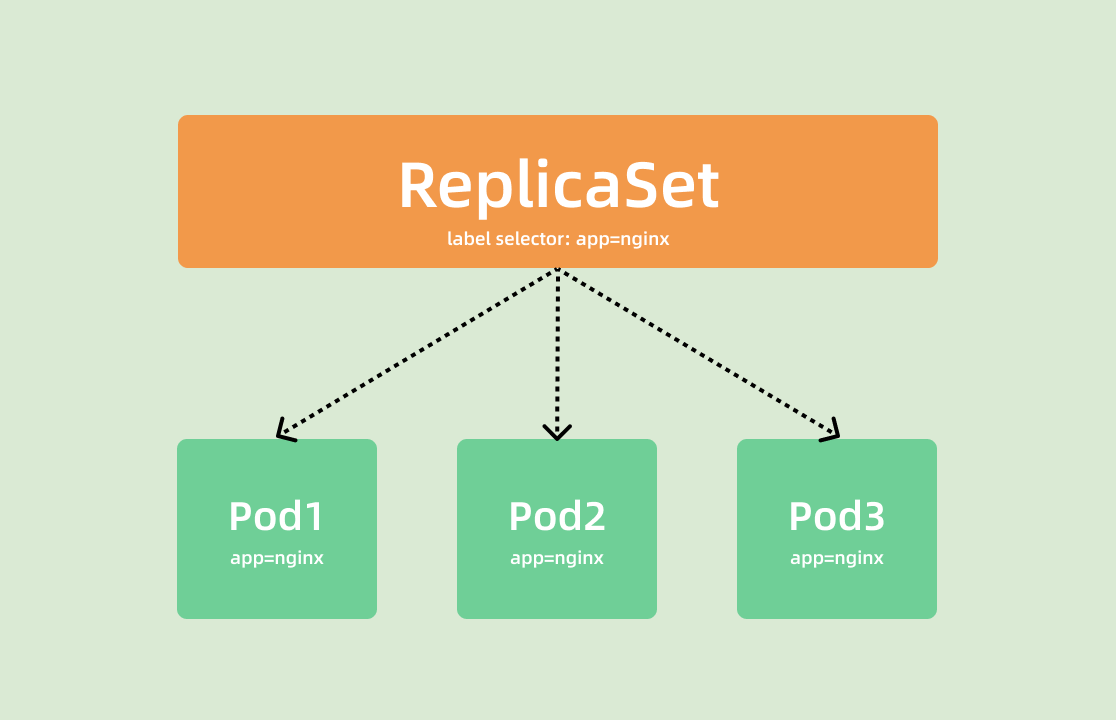 ReplicaSet
label selector: app=nginx
Pod1
app=nginx
Pod2
app=nginx
Pod3
app=nginx